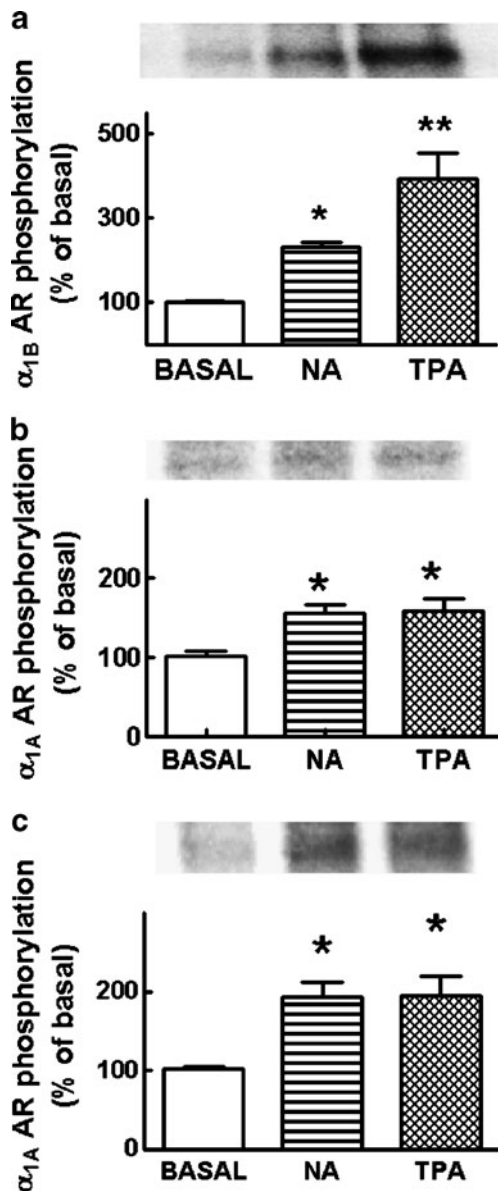 a
α1B AR phosphorylation
(% of basal)
500
300
100
*
**
BASAL NA TPA
b
α1A AR phosphorylation
(% of basal)
200
100
0
*
*
BASAL NA TPA
c
α1A AR phosphorylation
(% of basal)
200
100
0
*
*
BASAL NA TPA